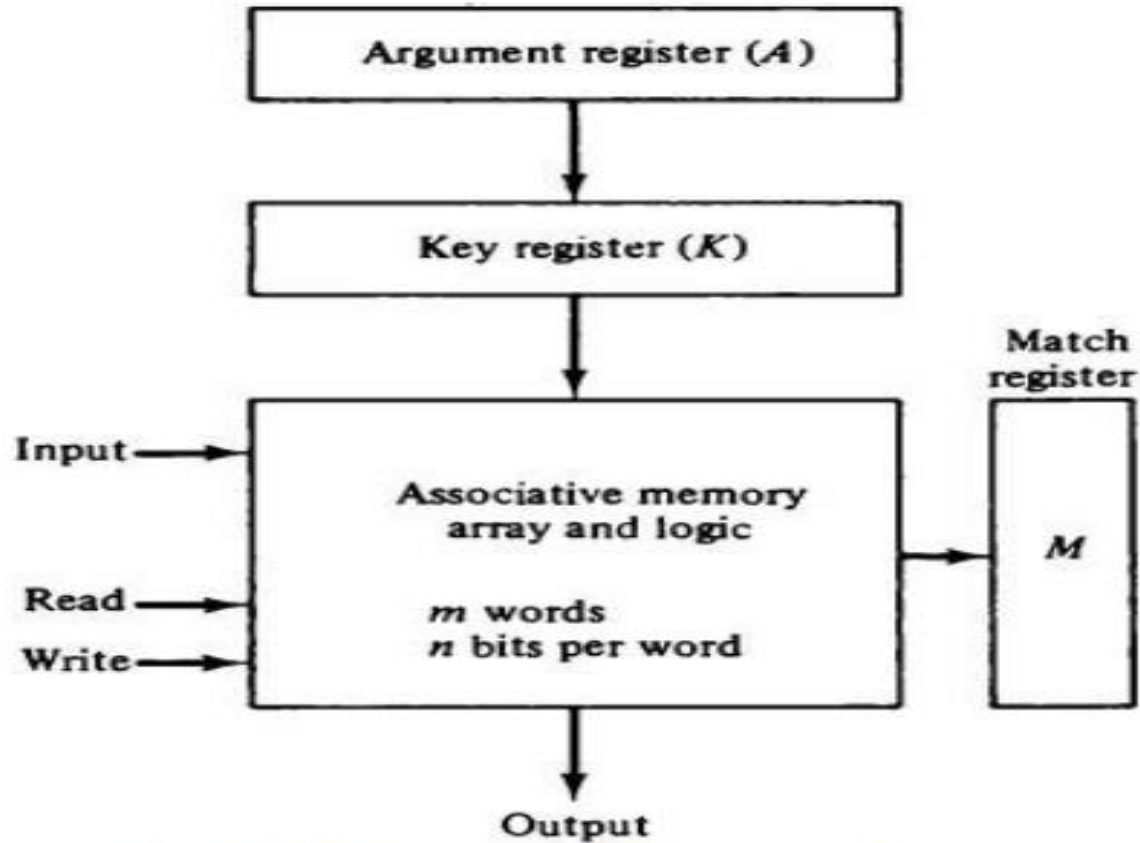 Argument register (A)
Key register (K)
Match
register
Input
Associative memory
array and logic
M
Read
m words
Write
n bits per word
Output